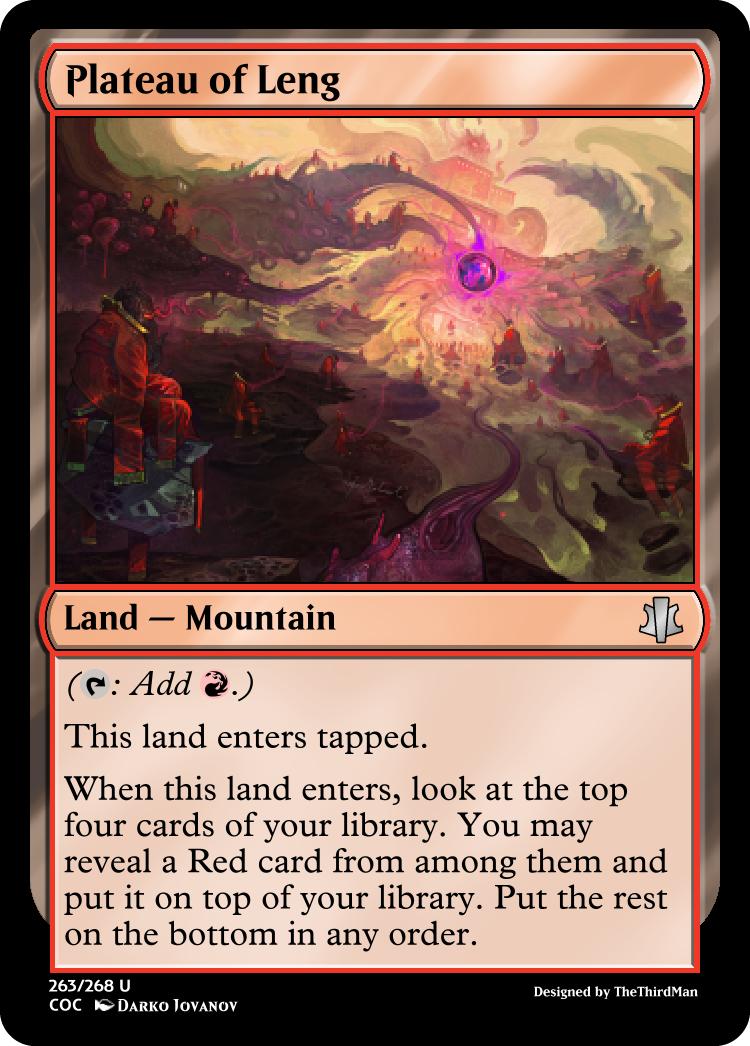 Plateau of Leng
Land — Mountain
(: Add .)
This land enters tapped.
When this land enters, look at the top
four cards of your library. You may
reveal a Red card from among them and
put it on top of your library. Put the rest
on the bottom in any order.
263/268 U
COC Darko Jovanov
Designed by TheThirdMan